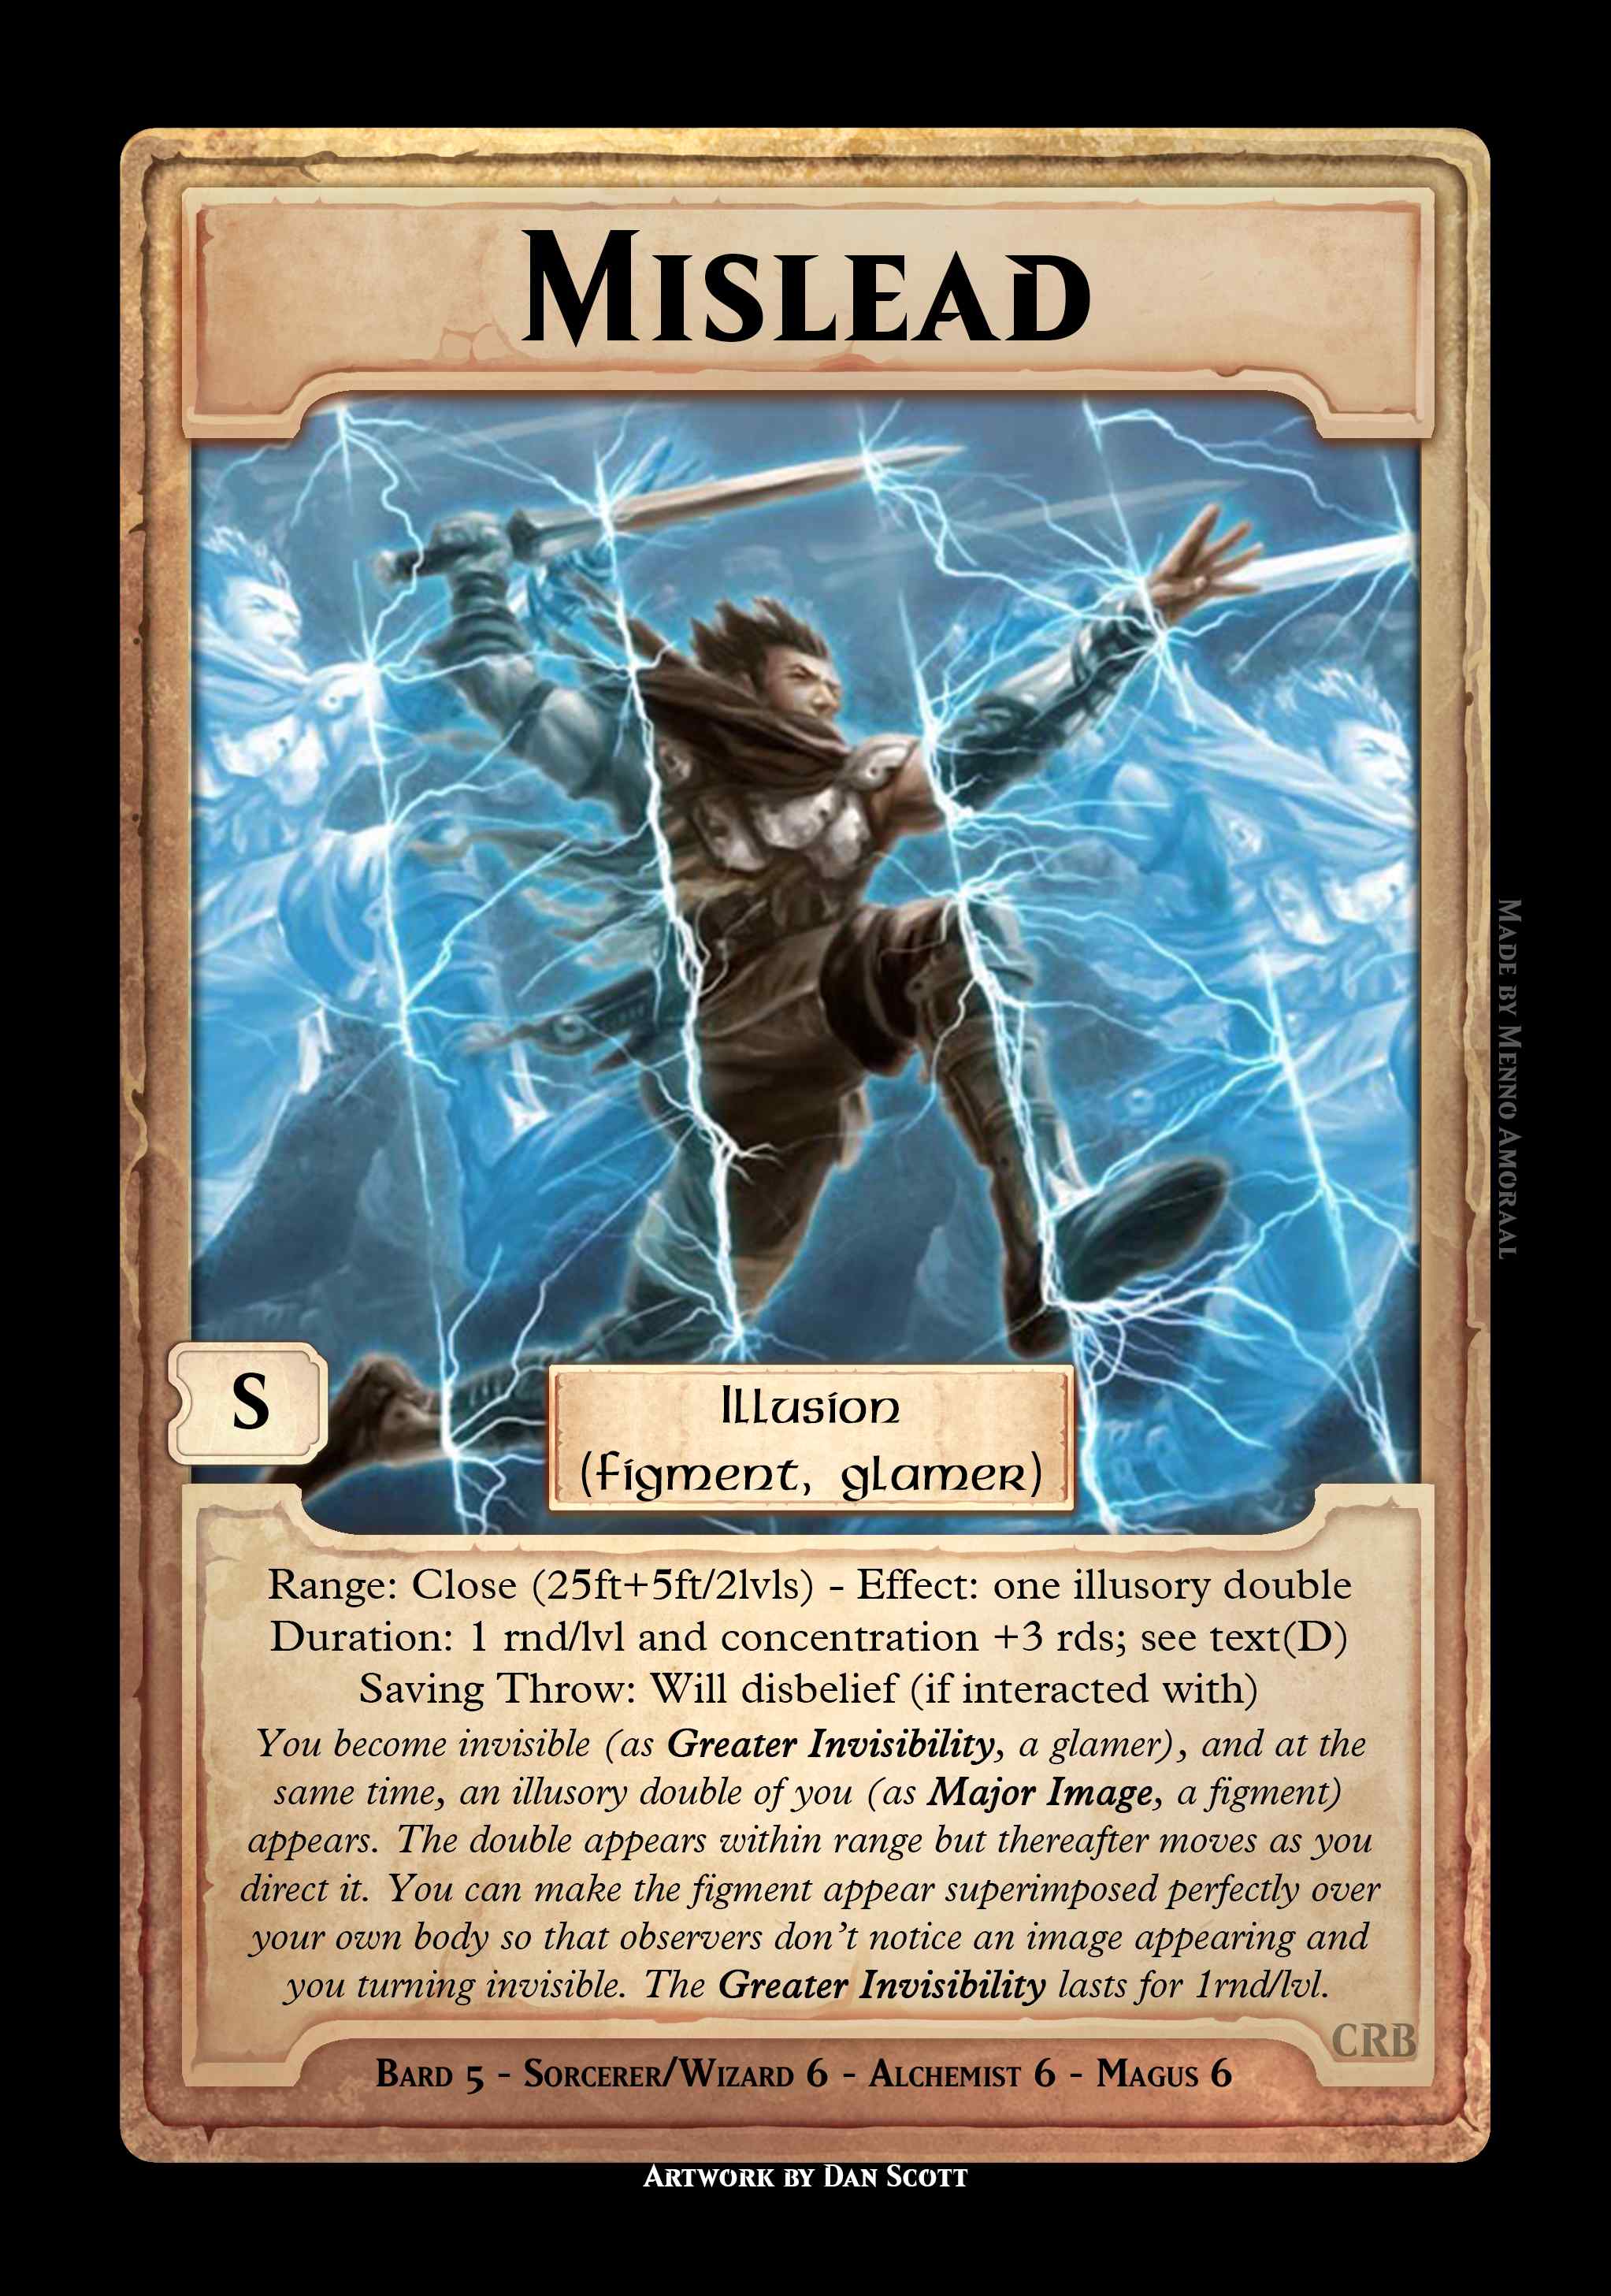 Mislead
S
Illusion
(figment, glamer)
Range: Close (25ft+5ft/2lvls) - Effect: one illusory double
Duration: 1 rnd/lvl and concentration +3 rds; see text(D)
Saving Throw: Will disbelief (if interacted with)
You become invisible (as Greater Invisibility, a glamer), and at the
same time, an illusory double of you (as Major Image, a figment)
appears. The double appears within range but thereafter moves as you
direct it. You can make the figment appear superimposed perfectly over
your own body so that observers don't notice an image appearing and
you turning invisible. The Greater Invisibility lasts for 1rnd/lvl.
CRB
Bard 5 - Sorcerer/Wizard 6 - Alchemist 6 - Magus 6
Artwork by Dan Scott
Made by Menno Amoraal